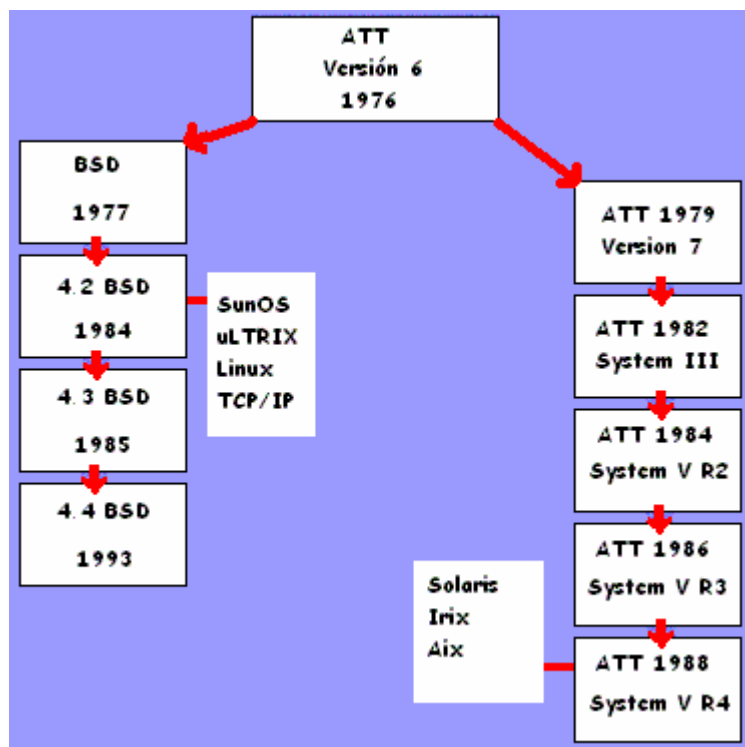 ATT
Versión 6
1976
BSD
1977
4.2 BSD
1984
4.3 BSD
1985
4.4 BSD
1993
SunOS
uLTRIX
Linux
TCP/IP
ATT 1979
Version 7
ATT 1982
System III
ATT 1984
System V R2
ATT 1986
System V R3
ATT 1988
System V R4
Solaris
Irix
Aix